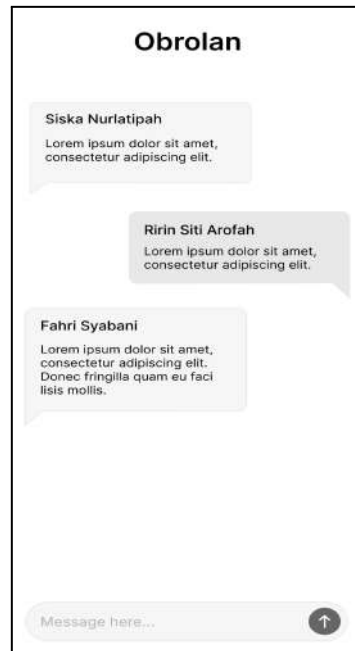 Obrolan
Siska Nurlatipah
Lorem ipsum dolor sit amet,
consectetur adipiscing elit.
Ririn Siti Arofah
Lorem ipsum dolor sit amet,
consectetur adipiscing elit.
Fahri Syabani
Lorem ipsum dolor sit amet,
consectetur adipiscing elit.
Donec fringilla quam eu faci
lisis mollis.
Message here...